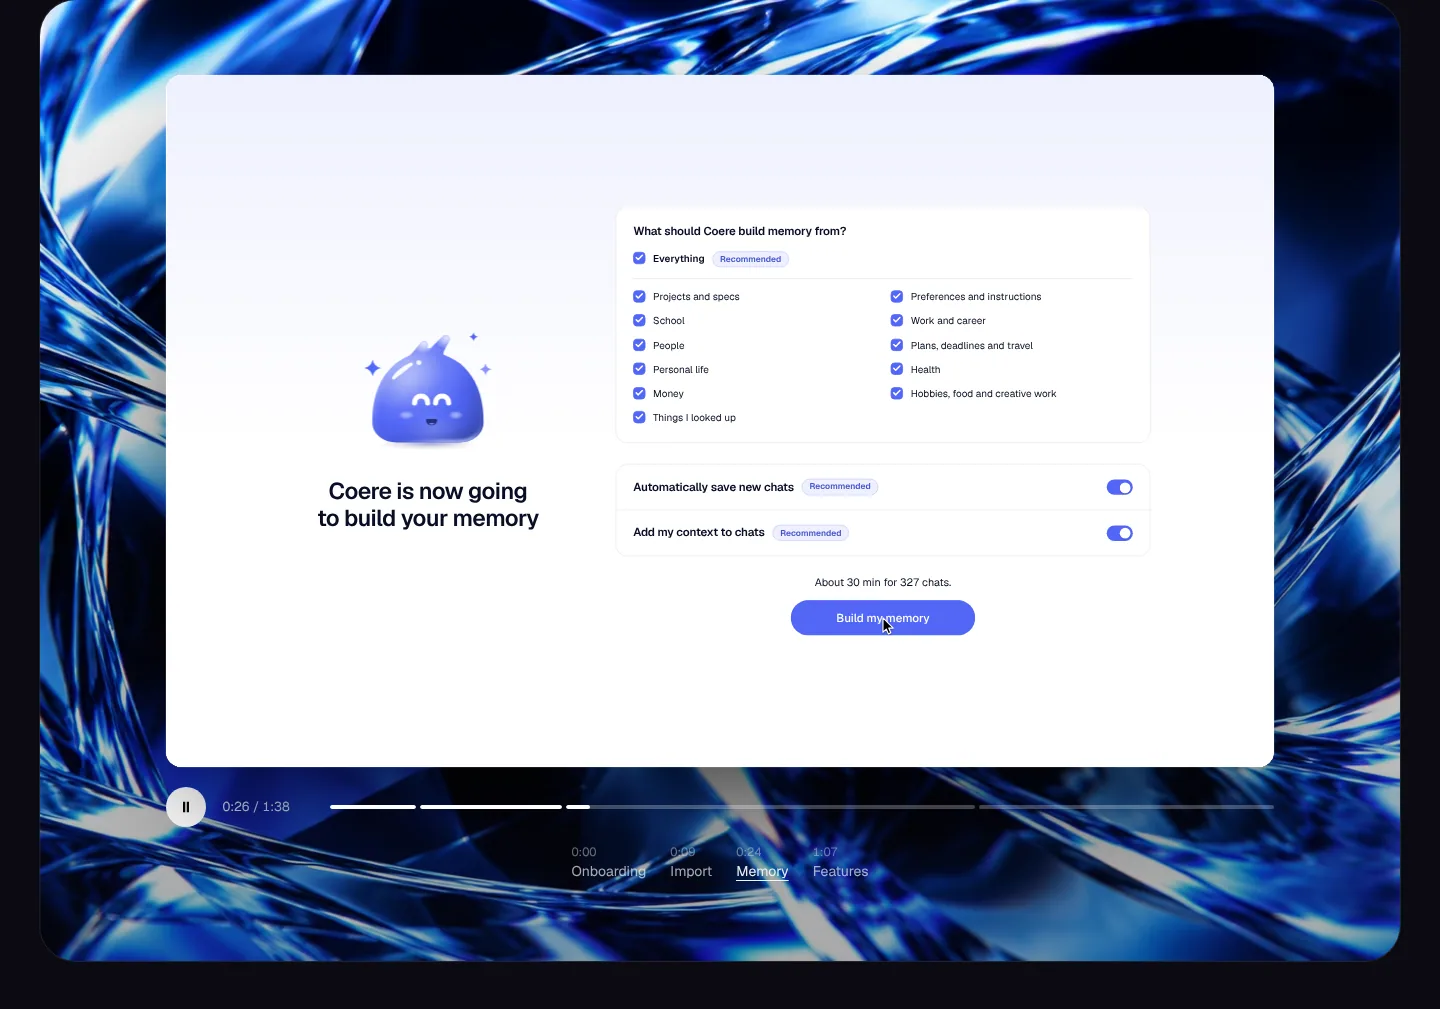 Coere is now going
to build your memory
What should Coere build memory from?
Everything Recommended
Projects and specs
Preferences and instructions
School
Work and career
People
Plans, deadlines and travel
Personal life
Health
Money
Hobbies, food and creative work
Things I looked up
Automatically save new chats Recommended
Add my context to chats Recommended
About 30 min for 327 chats.
Build my memory
0:26 / 1:38
0:00
Onboarding
0:09
Import
0:24
Memory
1:07
Features